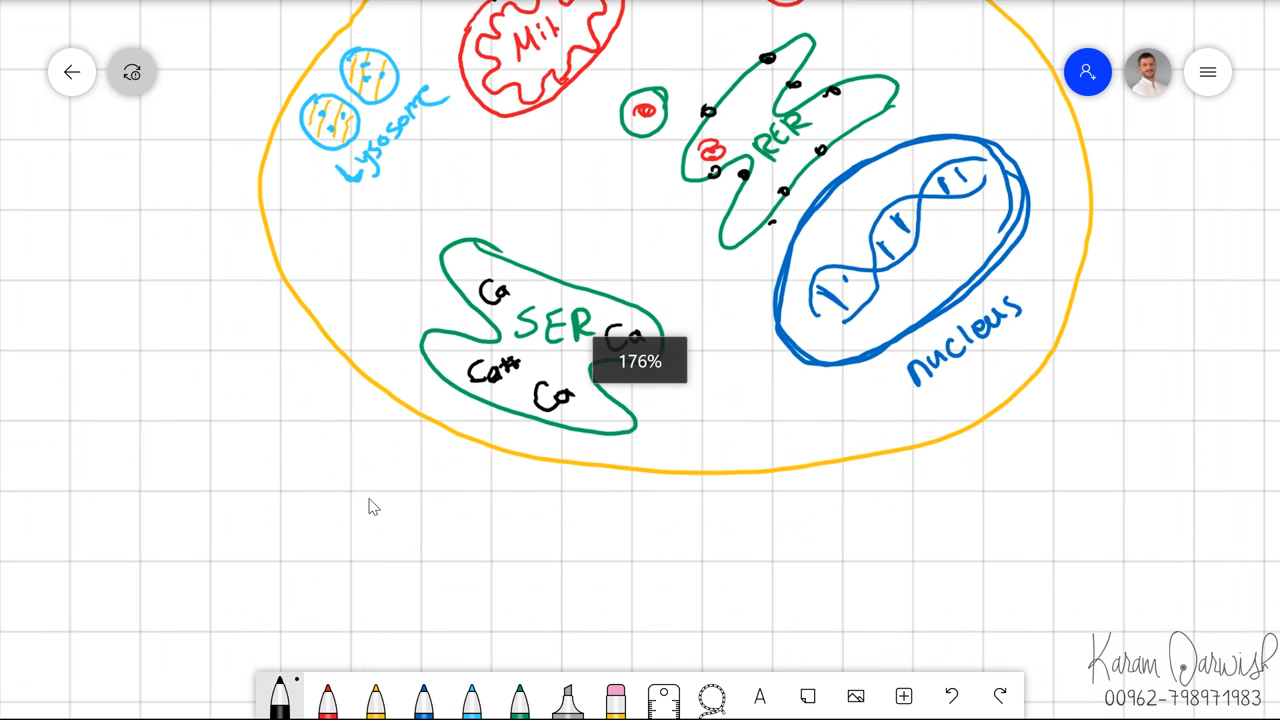 Mit
Lysosome
RER
Ca
SER
Ca
176%
Ca++
Ca
nucleus
A
Karam Darwish
00962-798971983